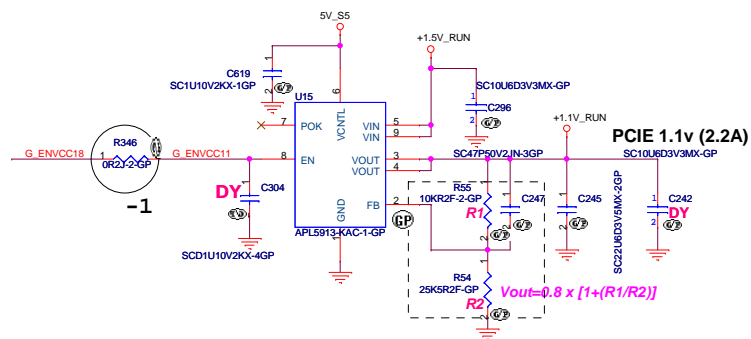 5V_S5
+1.5V_RUN
C619
SC1U10V2KX-1GP
U15
SC10U6D3V3MX-GP
C296
+1.1V_RUN
PCIE 1.1v (2.2A)
SC10U6D3V3MX-GP
7
POK
6
VCNTL
VIN
5
VIN
9
G_ENVCC18
R346
1
0R2J-2-GP
G_ENVCC11
8
EN
VOUT
3
VOUT
4
SC47P50V2JN-3GP
-1
DY
C304
SCD1U10V2KX-4GP
GND
1
FB
2
GP
APL5913-KAC-1-GP
R55
10KR2F-2-GP
R1
C247
C245
SC22U6D3V5MX-2GP
C242
DY
R54
25K5R2F-GP
R2
Vout=0.8 x [1+(R1/R2)]